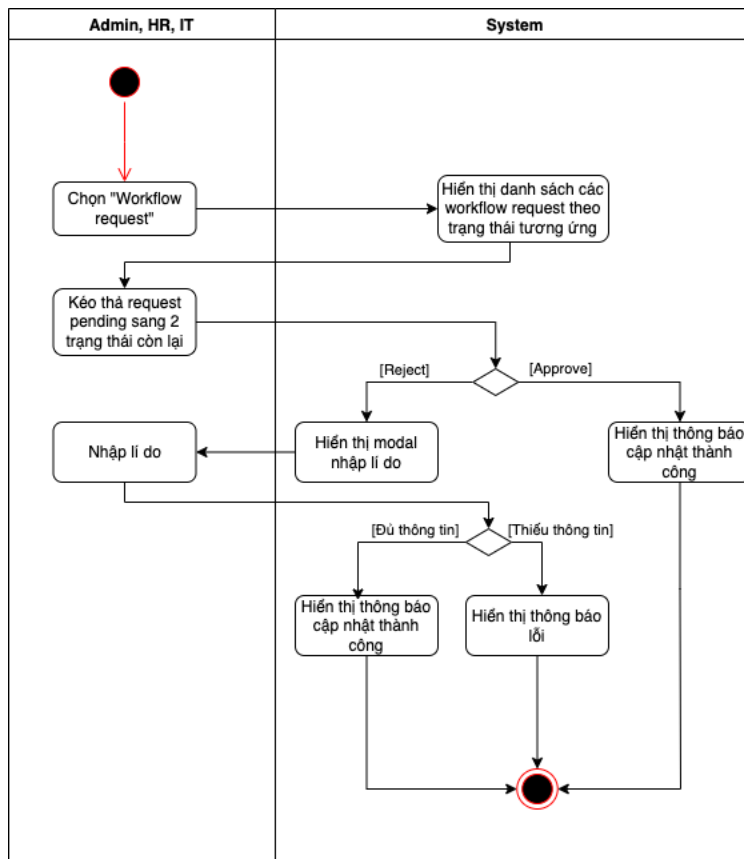 Admin, HR, IT
System
Chọn "Workflow
request"
Hiển thị danh sách các
workflow request theo
trạng thái tương ứng
Kéo thả request
pending sang 2
trạng thái còn lại
[Reject]
[Approve]
Nhập lí do
Hiển thị modal
nhập lí do
Hiển thị thông báo
cập nhật thành
công
[Đủ thông tin]
[Thiếu thông tin]
Hiển thị thông báo
cập nhật thành
công
Hiển thị thông báo
lỗi